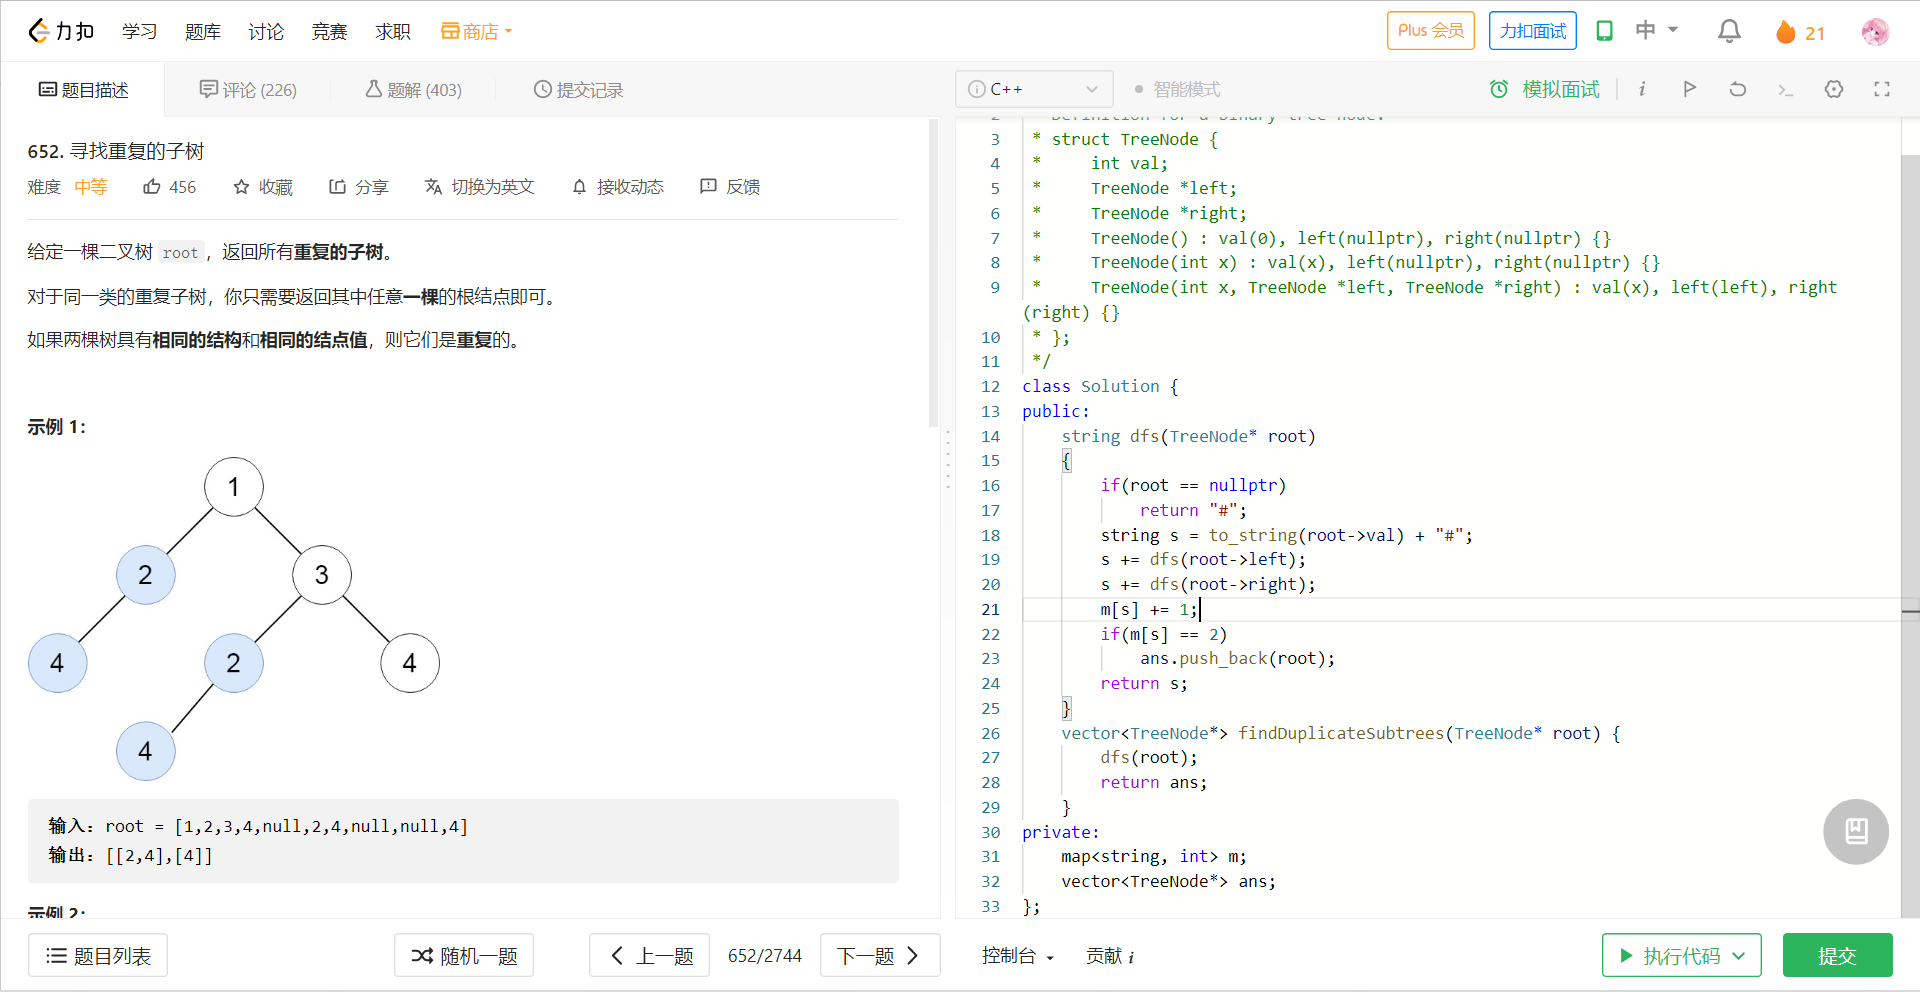 力扣 学习 题库 讨论 竞赛 求职 商店 Plus 会员 力扣面试 中 21
题目描述 评论 (226) 题解 (403) 提交记录
652. 寻找重复的子树
难度 中等 456 收藏 分享 切换为英文 接收动态 反馈
给定一棵二叉树 root，返回所有重复的子树。
对于同一类的重复子树，你只需要返回其中任意一棵的根结点即可。
如果两棵树具有相同的结构和相同的结点值，则它们是重复的。
示例 1：
1
2 3
4 2 4
4
输入：root = [1,2,3,4,null,2,4,null,null,4]
输出：[[2,4],[4]]
示例 2：
题目列表 随机一题 上一题 652/2744 下一题
C++ 智能模式 模拟面试 i
2 Definition for a binary tree node.
3 * struct TreeNode {
4 *     int val;
5 *     TreeNode *left;
6 *     TreeNode *right;
7 *     TreeNode() : val(0), left(nullptr), right(nullptr) {}
8 *     TreeNode(int x) : val(x), left(nullptr), right(nullptr) {}
9 *     TreeNode(int x, TreeNode *left, TreeNode *right) : val(x), left(left), right
(right) {}
10 * };
11 */
12 class Solution {
13 public:
14     string dfs(TreeNode* root)
15     {
16         if(root == nullptr)
17             return "#";
18         string s = to_string(root->val) + "#";
19         s += dfs(root->left);
20         s += dfs(root->right);
21         m[s] += 1;
22         if(m[s] == 2)
23             ans.push_back(root);
24         return s;
25     }
26     vector<TreeNode*> findDuplicateSubtrees(TreeNode* root) {
27         dfs(root);
28         return ans;
29     }
30 private:
31     map<string, int> m;
32     vector<TreeNode*> ans;
33 };
控制台 贡献 i 执行代码 提交